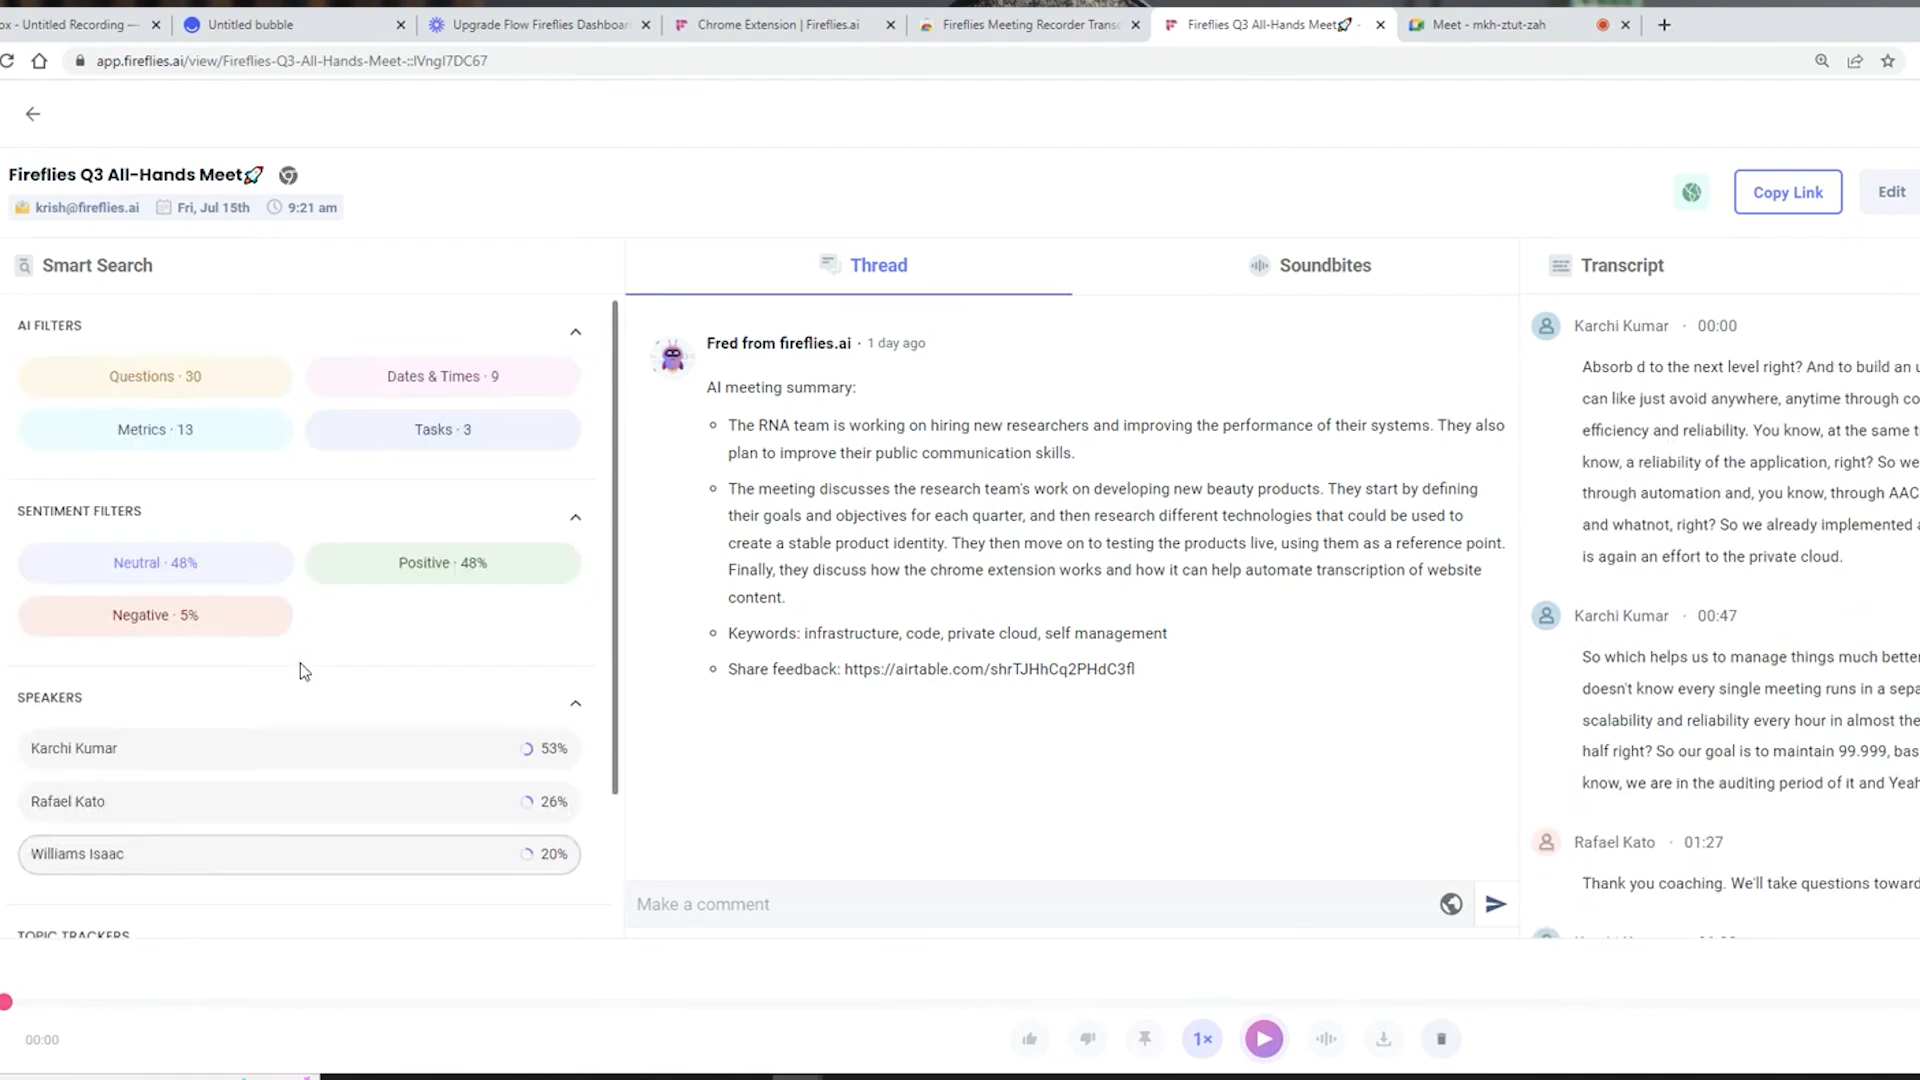 ox - Untitled Recording —
Untitled bubble
Upgrade Flow Fireflies Dashboar
Chrome Extension | Fireflies.ai
Fireflies Meeting Recorder Transc
Fireflies Q3 All-Hands Meet🚀 -
Meet - mkh-ztut-zah
app.fireflies.ai/view/Fireflies-Q3-All-Hands-Meet-::lVngI7DC67
Fireflies Q3 All-Hands Meet🚀
krish@fireflies.ai Fri, Jul 15th 9:21 am
Copy Link
Edit
Smart Search
AI FILTERS
Questions · 30
Dates & Times · 9
Metrics · 13
Tasks · 3
SENTIMENT FILTERS
Neutral · 48%
Positive · 48%
Negative · 5%
SPEAKERS
Karchi Kumar 53%
Rafael Kato 26%
Williams Isaac 20%
TOPIC TRACKERS
Thread
Soundbites
Fred from fireflies.ai · 1 day ago
AI meeting summary:
The RNA team is working on hiring new researchers and improving the performance of their systems. They also
plan to improve their public communication skills.
The meeting discusses the research team's work on developing new beauty products. They start by defining
their goals and objectives for each quarter, and then research different technologies that could be used to
create a stable product identity. They then move on to testing the products live, using them as a reference point.
Finally, they discuss how the chrome extension works and how it can help automate transcription of website
content.
Keywords: infrastructure, code, private cloud, self management
Share feedback: https://airtable.com/shrTJHhCq2PHdC3fl
Make a comment
Transcript
Karchi Kumar · 00:00
Absorb d to the next level right? And to build an u
can like just avoid anywhere, anytime through co
efficiency and reliability. You know, at the same t
know, a reliability of the application, right? So we
through automation and, you know, through AAC
and whatnot, right? So we already implemented a
is again an effort to the private cloud.
Karchi Kumar · 00:47
So which helps us to manage things much better
doesn't know every single meeting runs in a sepa
scalability and reliability every hour in almost the
half right? So our goal is to maintain 99.999, bas
know, we are in the auditing period of it and Yeah
Rafael Kato · 01:27
Thank you coaching. We'll take questions toward
00:00
1×